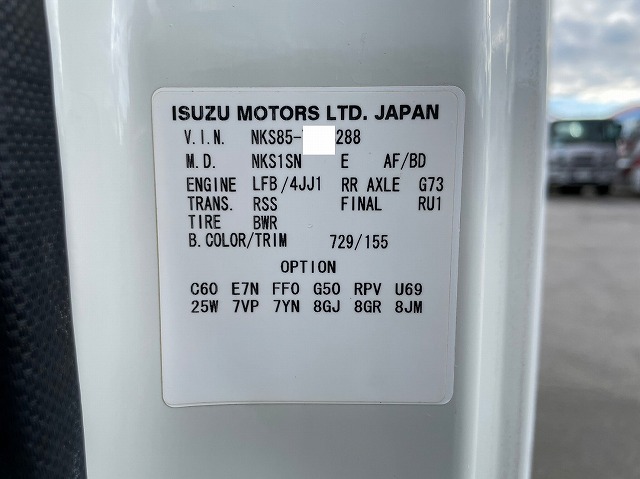 ISUZU MOTORS LTD. JAPAN
V.I.N. NKS85- 288
M.D. NKS1SN E AF/BD
ENGINE LFB/4JJ1 RR AXLE G73
TRANS. RSS FINAL RU1
TIRE BWR
B.COLOR/TRIM 729/155
OPTION
C60 E7N FF0 G50 RPV U69
25W 7VP 7YN 8GJ 8GR 8JM